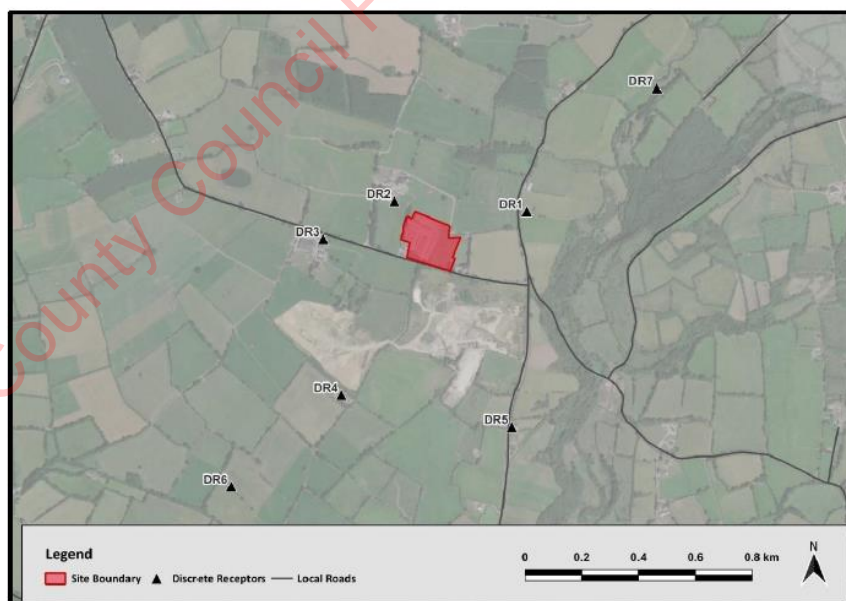 County Council P
DR7
DR2
DR1
DR3
DR4
DR5
DR6
Legend
Site Boundary Discrete Receptors Local Roads
0 0.2 0.4 0.6 0.8 km
N